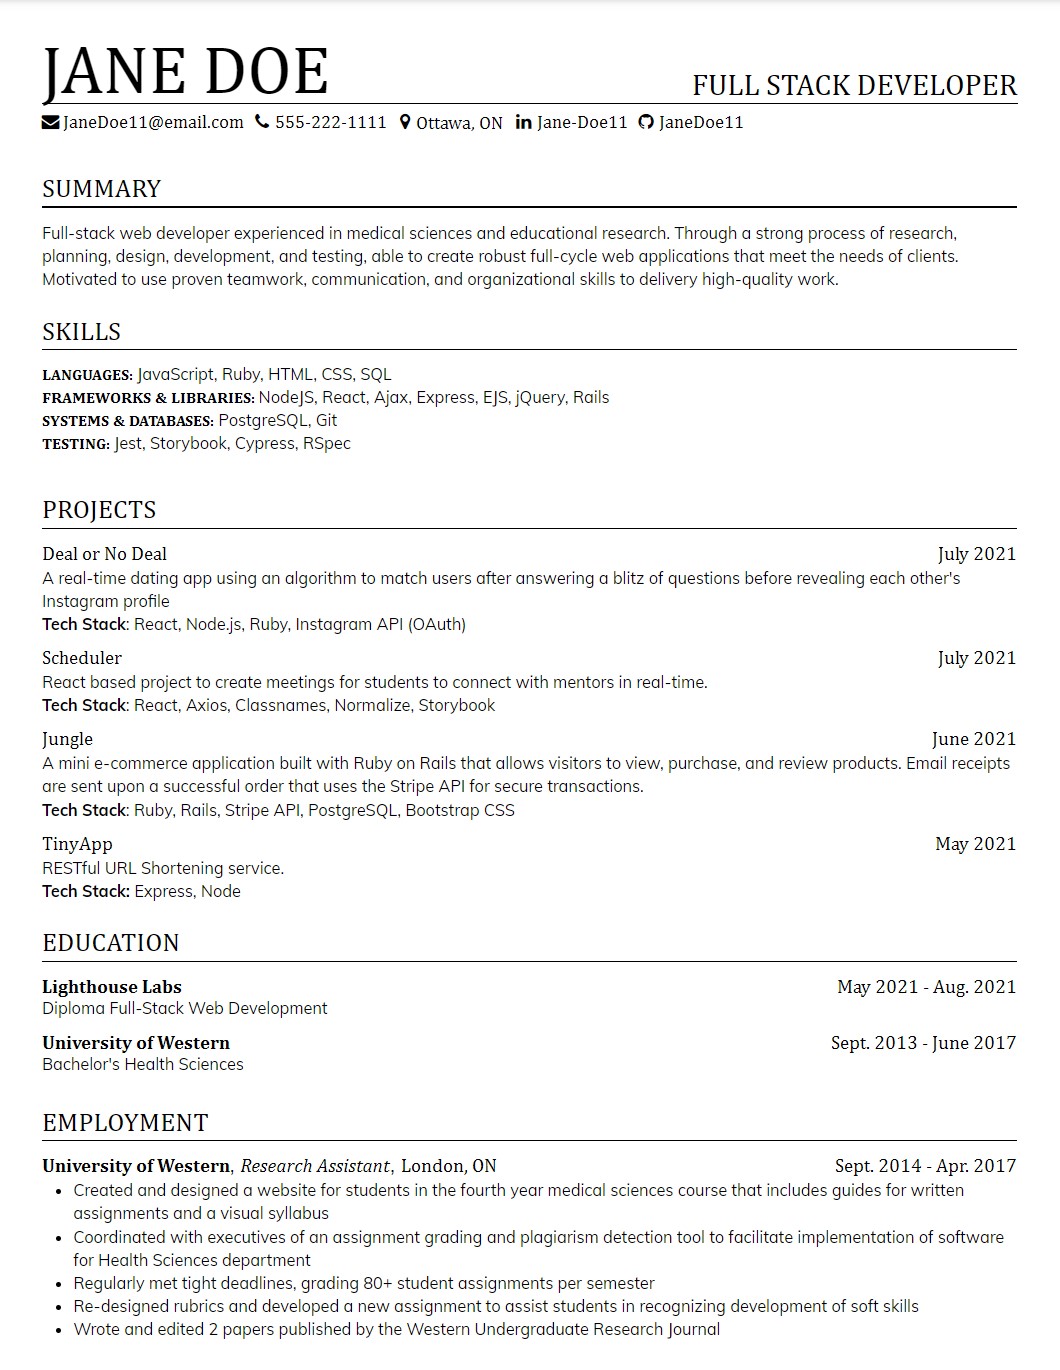 JANE DOE
FULL STACK DEVELOPER
JaneDoe11@email.com 555-222-1111 Ottawa, ON in Jane-Doe11 JaneDoe11
SUMMARY
Full-stack web developer experienced in medical sciences and educational research. Through a strong process of research,
planning, design, development, and testing, able to create robust full-cycle web applications that meet the needs of clients.
Motivated to use proven teamwork, communication, and organizational skills to delivery high-quality work.
SKILLS
LANGUAGES: JavaScript, Ruby, HTML, CSS, SQL
FRAMEWORKS & LIBRARIES: NodeJS, React, Ajax, Express, EJS, jQuery, Rails
SYSTEMS & DATABASES: PostgreSQL, Git
TESTING: Jest, Storybook, Cypress, RSpec
PROJECTS
Deal or No Deal July 2021
A real-time dating app using an algorithm to match users after answering a blitz of questions before revealing each other's
Instagram profile
Tech Stack: React, Node.js, Ruby, Instagram API (OAuth)
Scheduler July 2021
React based project to create meetings for students to connect with mentors in real-time.
Tech Stack: React, Axios, Classnames, Normalize, Storybook
Jungle June 2021
A mini e-commerce application built with Ruby on Rails that allows visitors to view, purchase, and review products. Email receipts
are sent upon a successful order that uses the Stripe API for secure transactions.
Tech Stack: Ruby, Rails, Stripe API, PostgreSQL, Bootstrap CSS
TinyApp May 2021
RESTful URL Shortening service.
Tech Stack: Express, Node
EDUCATION
Lighthouse Labs May 2021 - Aug. 2021
Diploma Full-Stack Web Development
University of Western Sept. 2013 - June 2017
Bachelor's Health Sciences
EMPLOYMENT
University of Western, Research Assistant, London, ON Sept. 2014 - Apr. 2017
• Created and designed a website for students in the fourth year medical sciences course that includes guides for written
assignments and a visual syllabus
• Coordinated with executives of an assignment grading and plagiarism detection tool to facilitate implementation of software
for Health Sciences department
• Regularly met tight deadlines, grading 80+ student assignments per semester
• Re-designed rubrics and developed a new assignment to assist students in recognizing development of soft skills
• Wrote and edited 2 papers published by the Western Undergraduate Research Journal